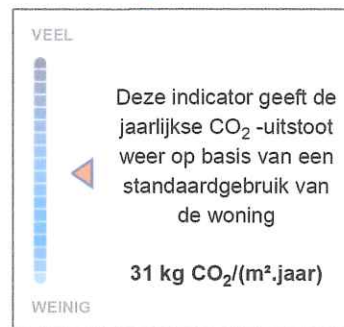 VEEL
Deze indicator geeft de
jaarlijkse CO₂ -uitstoot
weer op basis van een
standaardgebruik van
de woning
31 kg CO₂/(m².jaar)
WEINIG